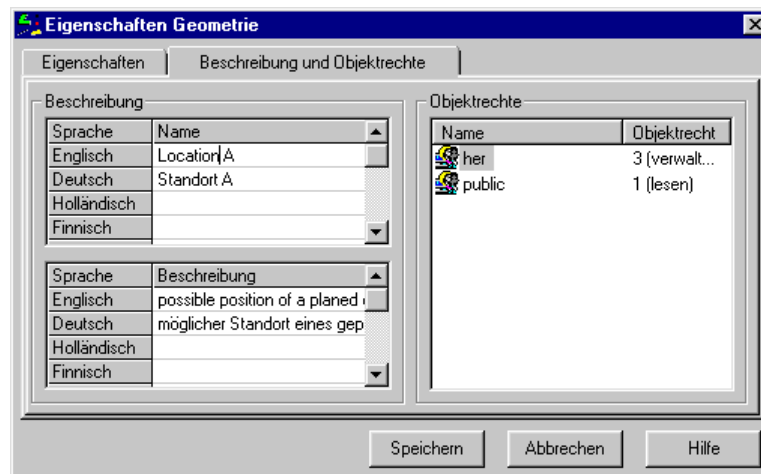 Eigenschaften Geometrie
Eigenschaften
Beschreibung und Objektrechte
Beschreibung
Sprache Name
Englisch Location A
Deutsch Standort A
Holländisch
Finnisch
Sprache Beschreibung
Englisch possible position of a planed
Deutsch möglicher Standort eines gep
Holländisch
Finnisch
Objektrechte
Name Objektrecht
her 3 (verwalt...
public 1 (lesen)
Speichern Abbrechen Hilfe